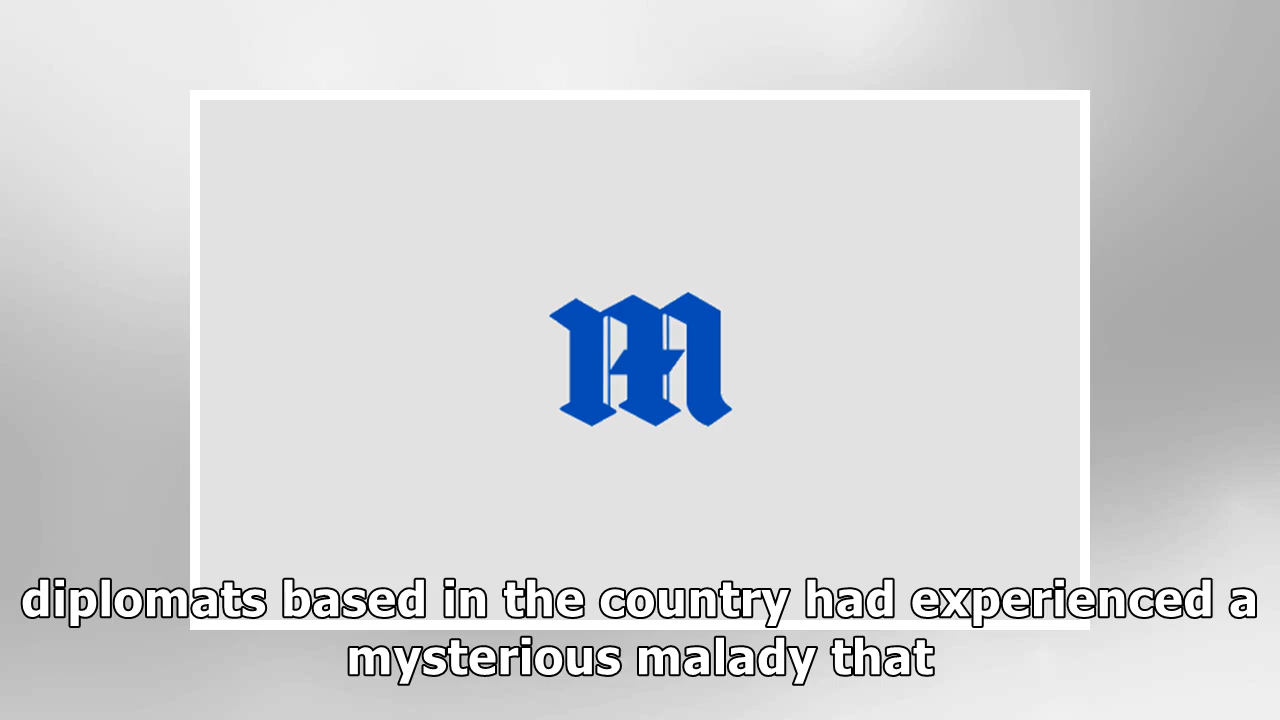 m
diplomats based in the country had experienced a
mysterious malady that